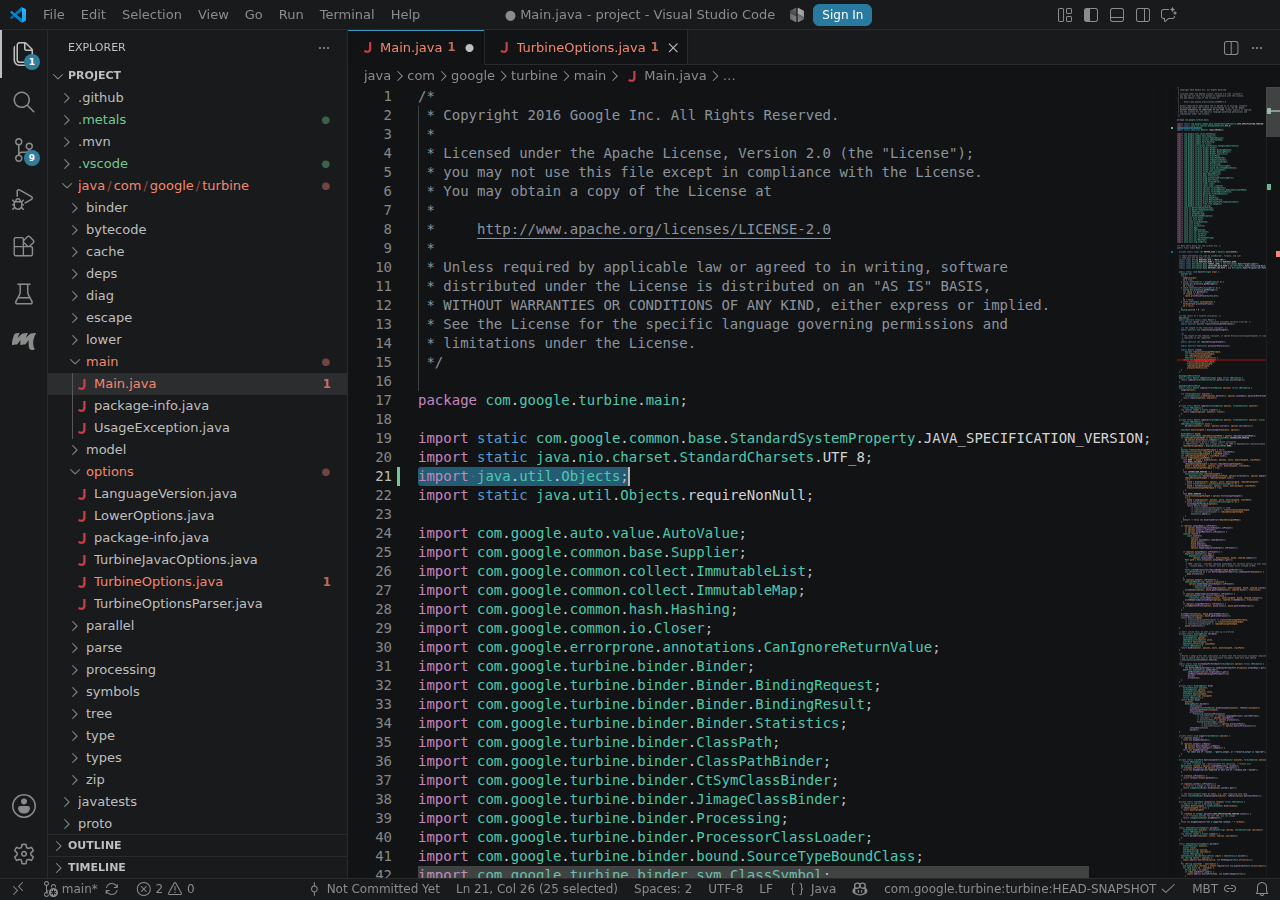 File Edit Selection View Go Run Terminal Help
● Main.java - project - Visual Studio Code
Sign In
EXPLORER
PROJECT
.github
.metals
.mvn
.vscode
java/com/google/turbine
binder
bytecode
cache
deps
diag
escape
lower
main
Main.java 1
package-info.java
UsageException.java
model
options
LanguageVersion.java
LowerOptions.java
package-info.java
TurbineJavacOptions.java
TurbineOptions.java 1
TurbineOptionsParser.java
parallel
parse
processing
symbols
tree
type
types
zip
javatests
proto
OUTLINE
TIMELINE
1
9
Main.java 1
TurbineOptions.java 1
java > com > google > turbine > main > Main.java > ...
1 /*
2 * Copyright 2016 Google Inc. All Rights Reserved.
3 *
4 * Licensed under the Apache License, Version 2.0 (the "License");
5 * you may not use this file except in compliance with the License.
6 * You may obtain a copy of the License at
7 *
8 * http://www.apache.org/licenses/LICENSE-2.0
9 *
10 * Unless required by applicable law or agreed to in writing, software
11 * distributed under the License is distributed on an "AS IS" BASIS,
12 * WITHOUT WARRANTIES OR CONDITIONS OF ANY KIND, either express or implied.
13 * See the License for the specific language governing permissions and
14 * limitations under the License.
15 */
16
17 package com.google.turbine.main;
18
19 import static com.google.common.base.StandardSystemProperty.JAVA_SPECIFICATION_VERSION;
20 import static java.nio.charset.StandardCharsets.UTF_8;
21 import java.util.Objects;
22 import static java.util.Objects.requireNonNull;
23
24 import com.google.auto.value.AutoValue;
25 import com.google.common.base.Supplier;
26 import com.google.common.collect.ImmutableList;
27 import com.google.common.collect.ImmutableMap;
28 import com.google.common.hash.Hashing;
29 import com.google.common.io.Closer;
30 import com.google.errorprone.annotations.CanIgnoreReturnValue;
31 import com.google.turbine.binder.Binder;
32 import com.google.turbine.binder.Binder.BindingRequest;
33 import com.google.turbine.binder.Binder.BindingResult;
34 import com.google.turbine.binder.Binder.Statistics;
35 import com.google.turbine.binder.ClassPath;
36 import com.google.turbine.binder.ClassPathBinder;
37 import com.google.turbine.binder.CtSymClassBinder;
38 import com.google.turbine.binder.JimageClassBinder;
39 import com.google.turbine.binder.Processing;
40 import com.google.turbine.binder.ProcessorClassLoader;
41 import com.google.turbine.binder.bound.SourceTypeBoundClass;
42 import com.google.turbine.binder.sym.ClassSymbol;
main* 2 0 Not Committed Yet Ln 21, Col 26 (25 selected) Spaces: 2 UTF-8 LF { } Java com.google.turbine:turbine:HEAD-SNAPSHOT MBT